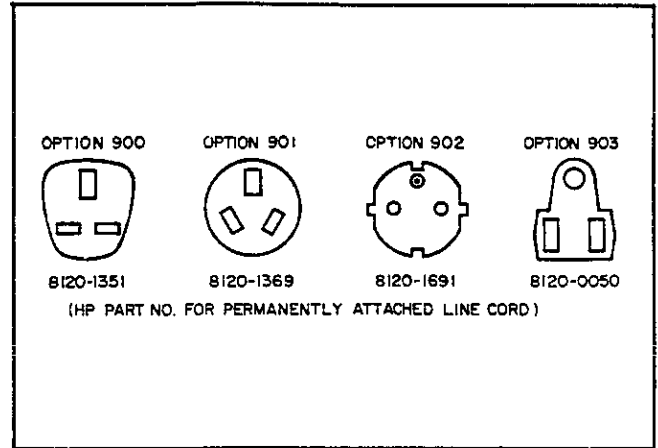 OPTION 900 OPTION 901 OPTION 902 OPTION 903
8120-1351 8120-1369 8120-1691 8120-0050
(HP PART NO. FOR PERMANENTLY ATTACHED LINE CORD)